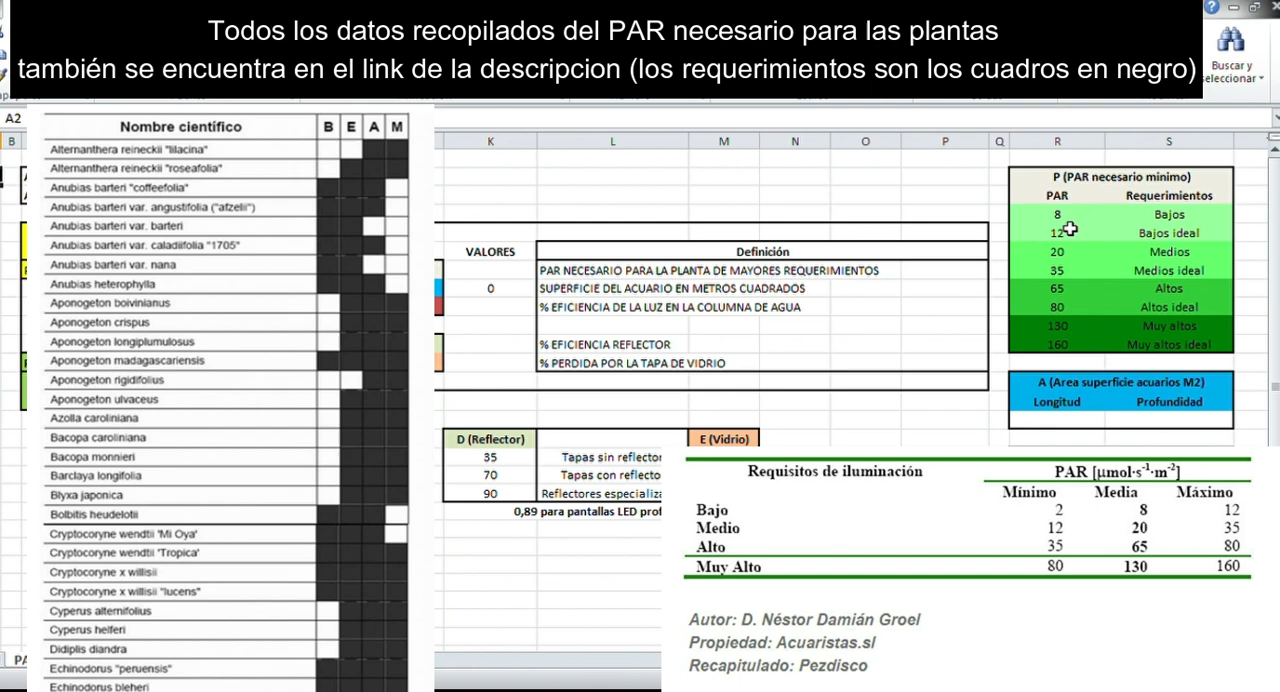 Todos los datos recopilados del PAR necesario para las plantas
también se encuentra en el link de la descripcion (los requerimientos son los cuadros en negro)
Buscar y
eleccionar
A2
B K L M N O P Q R S
Nombre científico B E A M
Alternanthera reineckii "lilacina"
Alternanthera reineckii "roseafolia"
Anubias barteri "coffeefolia"
Anubias barteri var. angustifolia ("afzelii")
Anubias barteri var. barteri
Anubias barteri var. caladiifolia "1705"
Anubias barteri var. nana
Anubias heterophylla
Aponogeton boivinianus
Aponogeton crispus
Aponogeton longiplumulosus
Aponogeton madagascariensis
Aponogeton rigidifolius
Aponogeton ulvaceus
Azolla caroliniana
Bacopa caroliniana
Bacopa monnieri
Barclaya longifolia
Blyxa japonica
Bolbitis heudelotii
Cryptocoryne wendtii 'Mi Oya'
Cryptocoryne wendtii 'Tropica'
Cryptocoryne x willisii
Cryptocoryne x willisii "lucens"
Cyperus alternifolius
Cyperus helferi
Didiplis diandra
Echinodorus "peruensis"
Echinodorus bleheri
VALORES Definición
PAR NECESARIO PARA LA PLANTA DE MAYORES REQUERIMIENTOS
0 SUPERFICIE DEL ACUARIO EN METROS CUADRADOS
% EFICIENCIA DE LA LUZ EN LA COLUMNA DE AGUA
% EFICIENCIA REFLECTOR
% PERDIDA POR LA TAPA DE VIDRIO
P (PAR necesario minimo)
PAR Requerimientos
8 Bajos
12 Bajos ideal
20 Medios
35 Medios ideal
65 Altos
80 Altos ideal
130 Muy altos
160 Muy altos ideal
A (Area superficie acuarios M2)
Longitud Profundidad
D (Reflector) E (Vidrio)
35 Tapas sin reflector
70 Tapas con reflecto
90 Reflectores especializa
0,89 para pantallas LED prof
Requisitos de iluminación PAR [µmol·s⁻¹·m⁻²]
Mínimo Media Máximo
Bajo 2 8 12
Medio 12 20 35
Alto 35 65 80
Muy Alto 80 130 160
Autor: D. Néstor Damián Groel
Propiedad: Acuaristas.sl
Recapitulado: Pezdisco